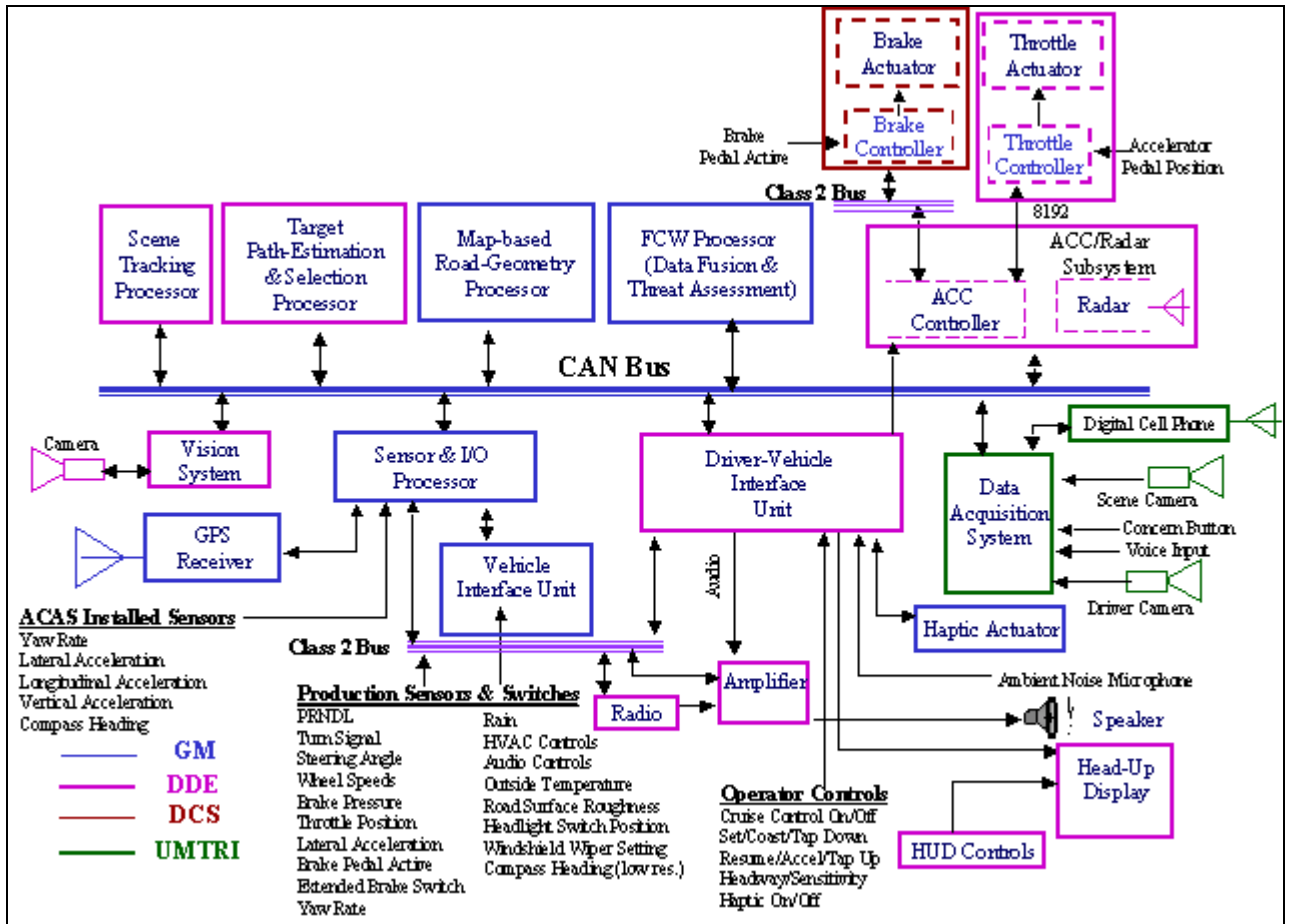 Brake
Actuator
Throttle
Actuator
Brake
Pedal Active
Brake
Controller
Throttle
Controller
Accelerator
Pedal Position
Class 2 Bus
8192
Scene
Tracking
Processor
Target
Path-Estimation
& Selection
Processor
Map-based
Road-Geometry
Processor
FCW Processor
(Data Fusion &
Threat Assessment)
ACC/Radar
Subsystem
ACC
Controller
Radar
CAN Bus
Camera
Vision
System
Sensor & I/O
Processor
Driver-Vehicle
Interface
Unit
Digital Cell Phone
Data
Acquisition
System
Scene Camera
Concern Button
Voice Input
Driver Camera
GPS
Receiver
Vehicle
Interface Unit
Audio
Haptic Actuator
ACAS Installed Sensors
Yaw Rate
Lateral Acceleration
Longitudinal Acceleration
Vertical Acceleration
Compass Heading
Class 2 Bus
Radio
Amplifier
Ambient Noise Microphone
Speaker
Head-Up
Display
HUD Controls
Production Sensors & Switches
PRNDL
Turn Signal
Steering Angle
Wheel Speeds
Brake Pressure
Throttle Position
Lateral Acceleration
Brake Pedal Active
Extended Brake Switch
Yaw Rate
Rain
HVAC Controls
Audio Controls
Outside Temperature
Road Surface Roughness
Headlight Switch Position
Windshield Wiper Setting
Compass Heading (low res.)
Operator Controls
Cruise Control On/Off
Set/Coast/Tap Down
Resume/Accel/Tap Up
Headway/Sensitivity
Haptic On/Off
GM
DDE
DCS
UMTRI